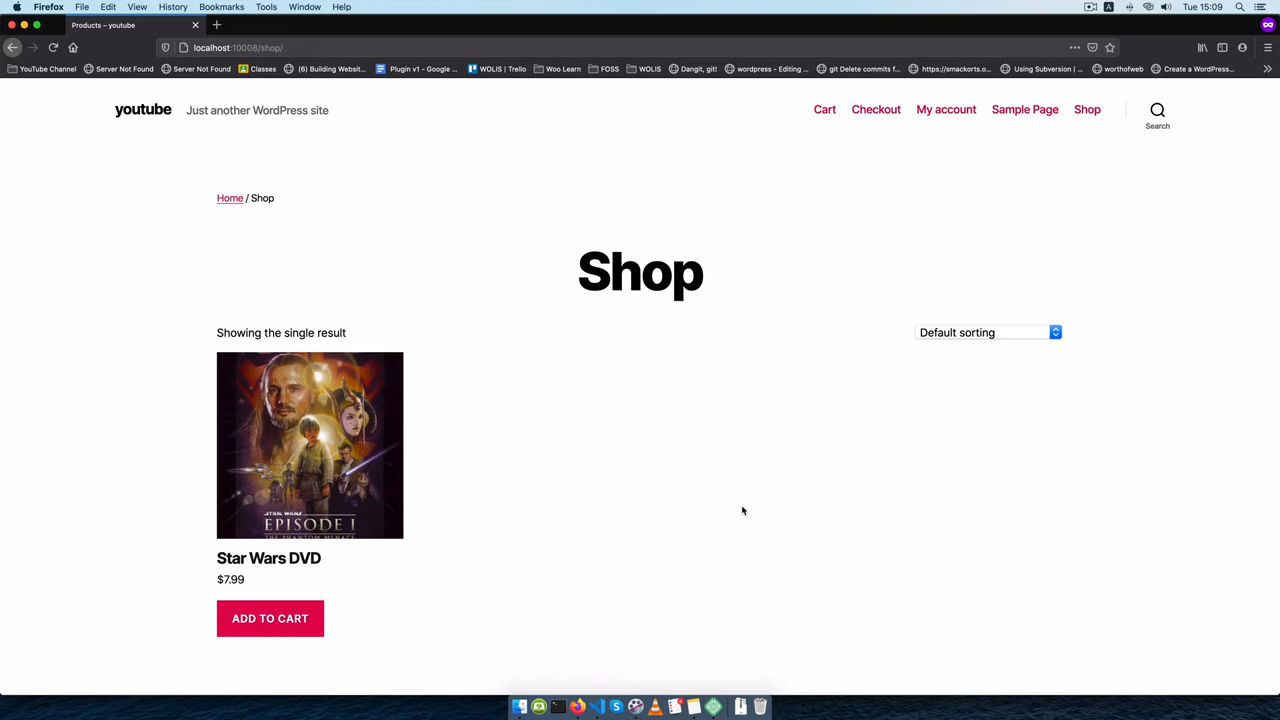 Firefox File Edit View History Bookmarks Tools Window Help Tue 15:09
Products – youtube
localhost:10008/shop/
YouTube Channel Server Not Found Server Not Found Classes (6) Building Websit... Plugin v1 - Google ... WOLIS | Trello Woo Learn FOSS WOLIS Dangit, git! wordpress - Editing ... git Delete commits f... https://smackorts.o... Using Subversion | ... worthofweb Create a WordPress...
youtube Just another WordPress site Cart Checkout My account Sample Page Shop
Search
Home / Shop
Shop
Showing the single result Default sorting
STAR WARS
EPISODE I
THE PHANTOM MENACE
Star Wars DVD
$7.99
ADD TO CART